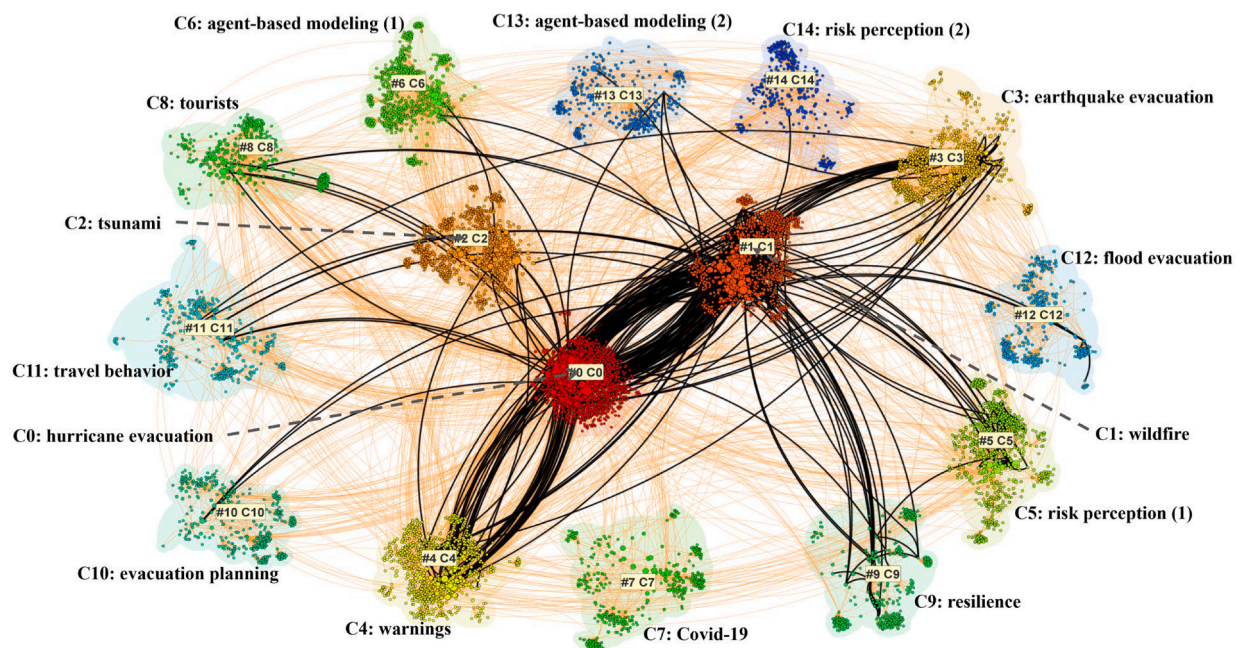 C6: agent-based modeling (1)
C13: agent-based modeling (2)
C14: risk perception (2)
C8: tourists
C3: earthquake evacuation
#6 C6
#13 C13
#14 C14
#8 C8
#3 C3
C2: tsunami
#2 C2
#1 C1
C12: flood evacuation
#11 C11
#12 C12
C11: travel behavior
#0 C0
C0: hurricane evacuation
C1: wildfire
#5 C5
#10 C10
C5: risk perception (1)
C10: evacuation planning
#4 C4
#7 C7
#9 C9
C9: resilience
C4: warnings
C7: Covid-19